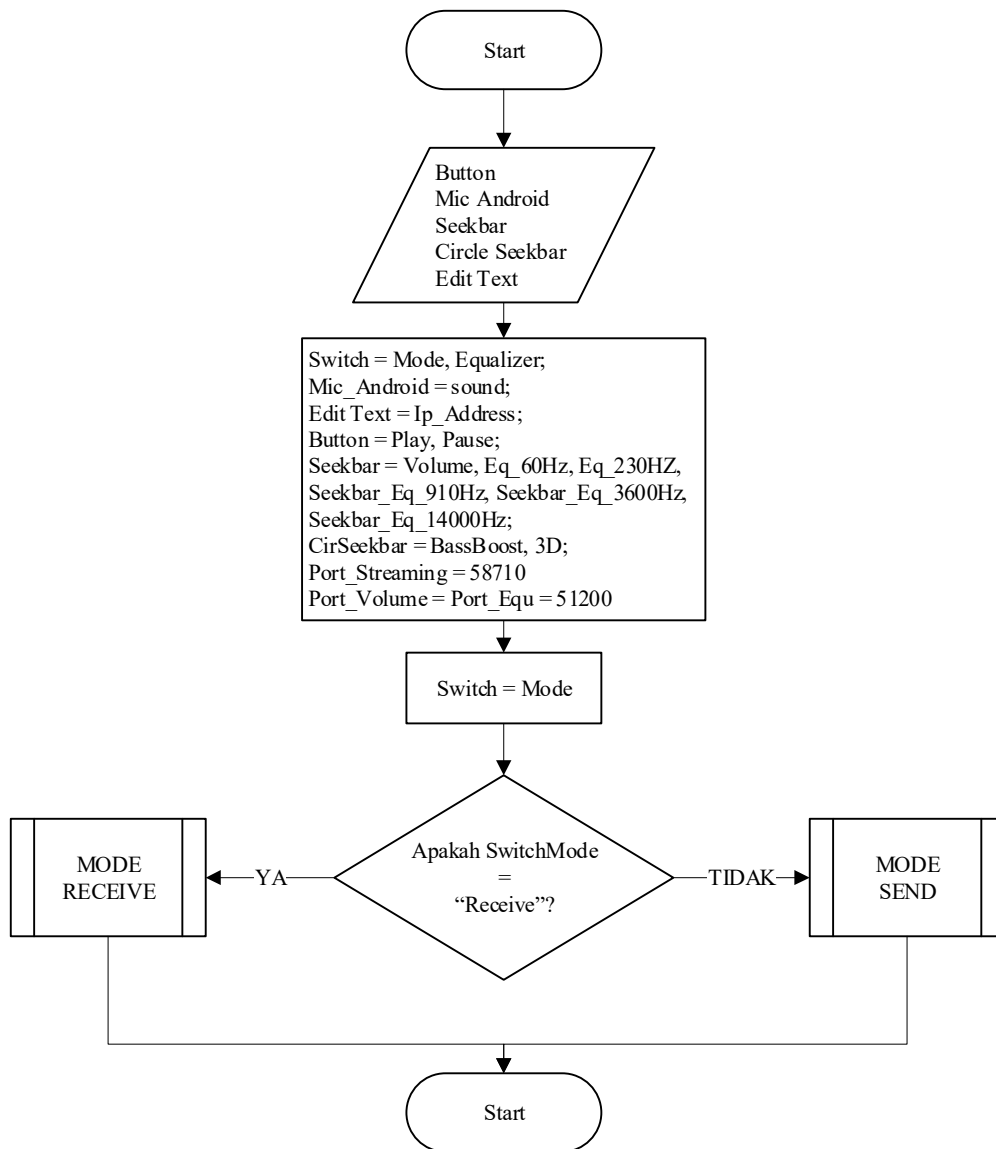 Start
Button
Mic Android
Seekbar
Circle Seekbar
Edit Text
Switch = Mode, Equalizer;
Mic_Android = sound;
Edit Text = Ip_Address;
Button = Play, Pause;
Seekbar = Volume, Eq_60Hz, Eq_230HZ,
Seekbar_Eq_910Hz, Seekbar_Eq_3600Hz,
Seekbar_Eq_14000Hz;
CirSeekbar = BassBoost, 3D;
Port_Streaming = 58710
Port_Volume = Port_Equ = 51200
Switch = Mode
MODE
RECEIVE
YA
Apakah SwitchMode
=
“Receive”?
TIDAK
MODE
SEND
Start